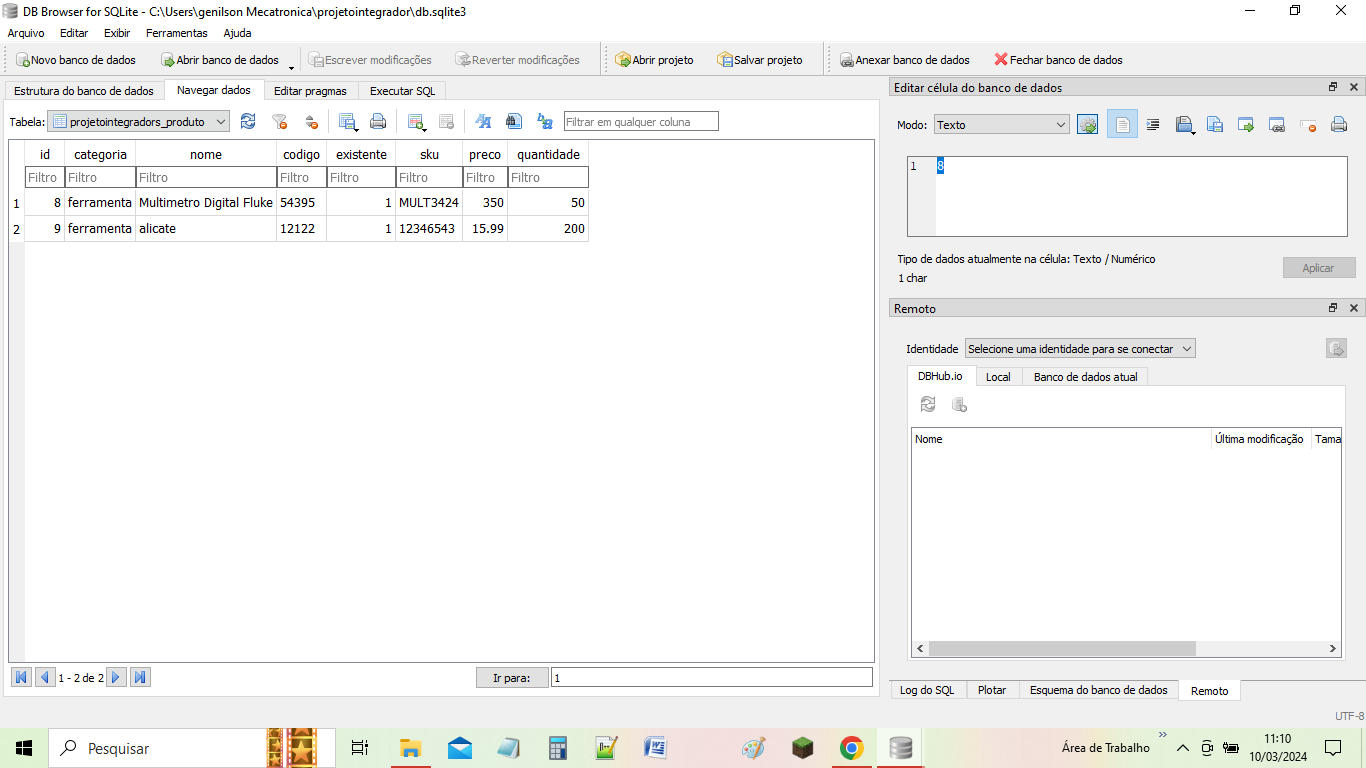 DB Browser for SQLite - C:\Users\genilson Mecatronica\projetointegrador\db.sqlite3
Arquivo Editar Exibir Ferramentas Ajuda
Novo banco de dados Abrir banco de dados Escrever modificações Reverter modificações Abrir projeto Salvar projeto Anexar banco de dados Fechar banco de dados
Estrutura do banco de dados Navegar dados Editar pragmas Executar SQL
Tabela: projetointegradors_produto Filtrar em qualquer coluna
id categoria nome codigo existente sku preco quantidade
Filtro Filtro Filtro Filtro Filtro Filtro Filtro Filtro
1 8 ferramenta Multimetro Digital Fluke 54395 1 MULT3424 350 50
2 9 ferramenta alicate 12122 1 12346543 15.99 200
1 - 2 de 2 Ir para: 1
Editar célula do banco de dados
Modo: Texto
1 8
Tipo de dados atualmente na célula: Texto / Numérico
1 char
Aplicar
Remoto
Identidade Selecione uma identidade para se conectar
DBHub.io Local Banco de dados atual
Nome Última modificação Tama
Log do SQL Plotar Esquema do banco de dados Remoto
UTF-8
Pesquisar
Área de Trabalho
11:10
10/03/2024